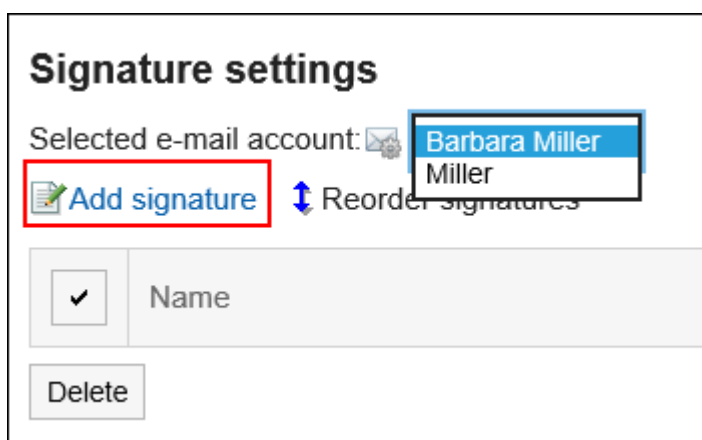 Signature settings
Selected e-mail account: Barbara Miller
Miller
Add signature Reorder signatures
Name
Delete